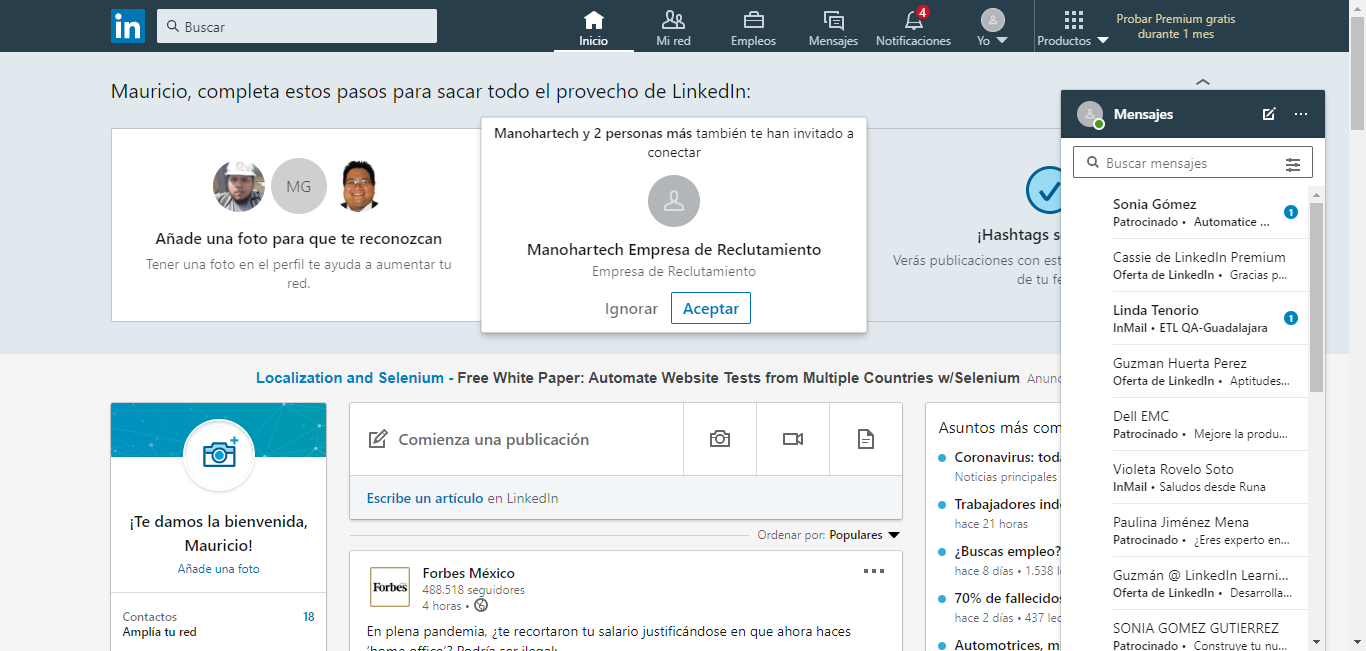 in
Buscar
Inicio
Mi red
Empleos
Mensajes
4
Notificaciones
Yo
Productos
Probar Premium gratis
durante 1 mes
Mauricio, completa estos pasos para sacar todo el provecho de LinkedIn:
MG
Añade una foto para que te reconozcan
Tener una foto en el perfil te ayuda a aumentar tu
red.
Manohartech y 2 personas más también te han invitado a
conectar
Manohartech Empresa de Reclutamiento
Empresa de Reclutamiento
Ignorar
Aceptar
¡Hashtags s
Verás publicaciones con est
de tu fe
Localization and Selenium - Free White Paper: Automate Website Tests from Multiple Countries w/Selenium Anunc
¡Te damos la bienvenida,
Mauricio!
Añade una foto
Contactos 18
Amplía tu red
Comienza una publicación
Escribe un artículo en LinkedIn
Ordenar por: Populares
Forbes
Forbes México
488.518 seguidores
4 horas •
En plena pandemia, ¿te recortaron tu salario justificándose en que ahora haces
'home office'? Podría ser ilegal:
Asuntos más com
Coronavirus: toda
Noticias principales
Trabajadores inde
hace 21 horas
¿Buscas empleo?
hace 8 días • 1.538 le
70% de fallecidos
hace 2 días • 437 lec
Automotrices, m
Mensajes
Buscar mensajes
Sonia Gómez
Patrocinado • Automatice ...
1
Cassie de LinkedIn Premium
Oferta de LinkedIn • Gracias p...
Linda Tenorio
InMail • ETL QA-Guadalajara
1
Guzman Huerta Perez
Oferta de LinkedIn • Aptitudes...
Dell EMC
Patrocinado • Mejore la produ...
Violeta Rovelo Soto
InMail • Saludos desde Runa
Paulina Jiménez Mena
Patrocinado • ¿Eres experto en...
Guzmán @ LinkedIn Learni...
Oferta de LinkedIn • Desarrolla...
SONIA GOMEZ GUTIERREZ
Patrocinado • Construye tu nu...